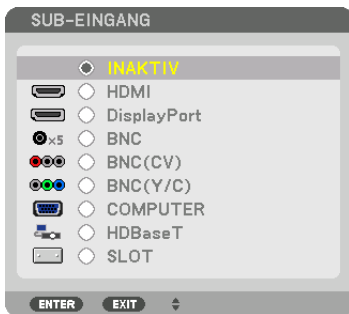 SUB-EINGANG
INAKTIV
HDMI
DisplayPort
×5 BNC
BNC(CV)
BNC(Y/C)
COMPUTER
HDBaseT
SLOT
ENTER EXIT